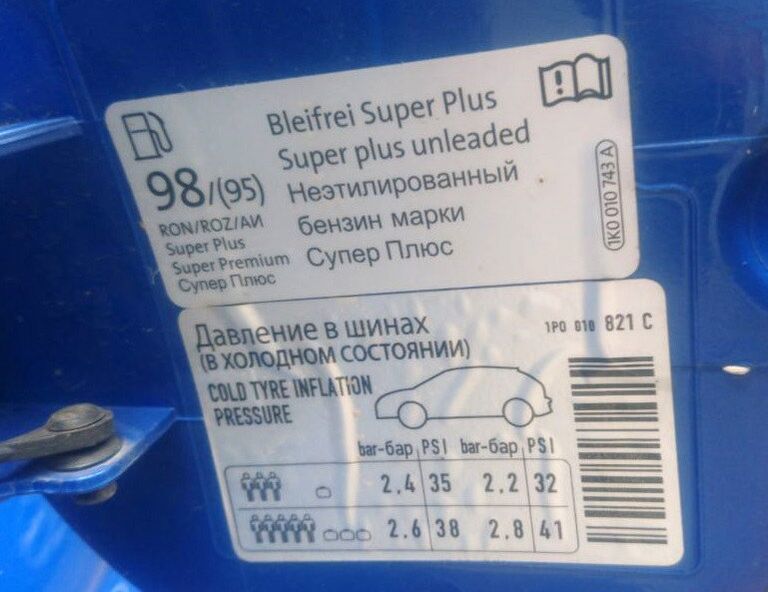 Bleifrei Super Plus
Super plus unleaded
98/(95) Неэтилированный
RON/ROZ/АИ бензин марки
Super Plus Супер Плюс
Super Premium
Супер Плюс
1K0 010 743 A
Давление в шинах
(В ХОЛОДНОМ СОСТОЯНИИ)
1P0 010 821 C
COLD TYRE INFLATION
PRESSURE
bar-бар PSI bar-бар PSI
2.4 35 2.2 32
2.6 38 2.8 41